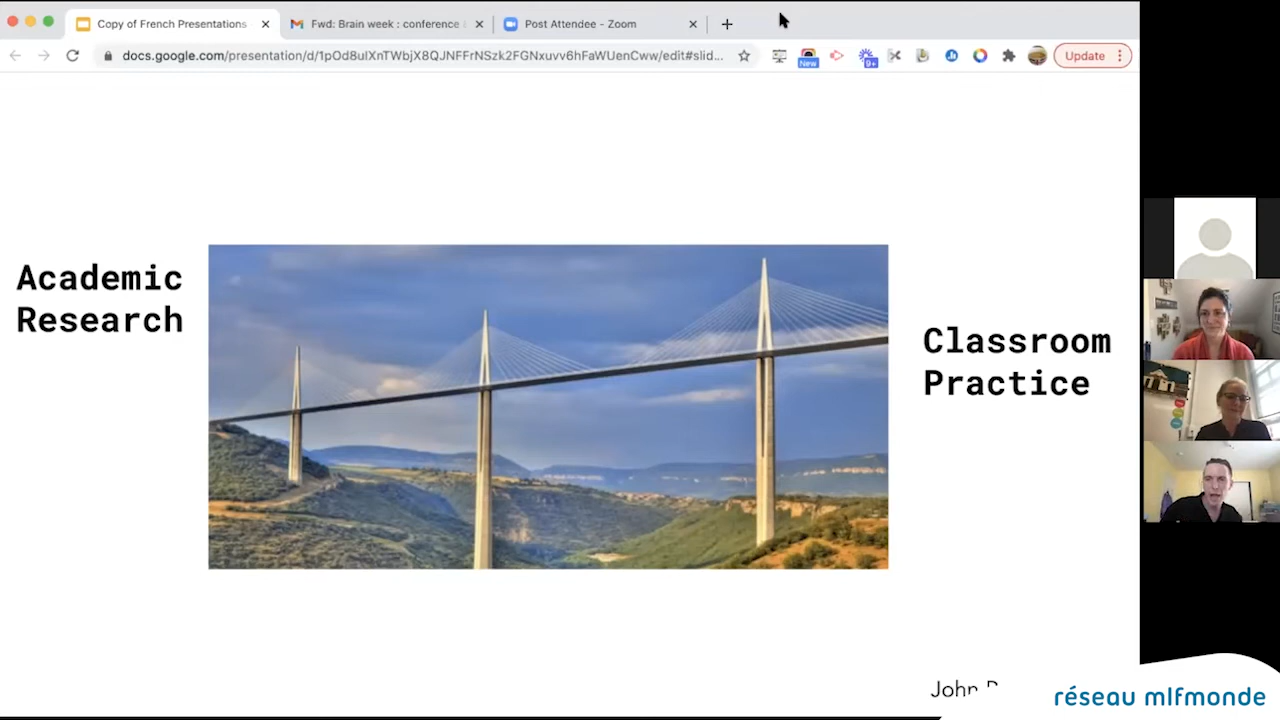 Copy of French Presentations
Fwd: Brain week : conference
Post Attendee - Zoom
docs.google.com/presentation/d/1pOd8ulXnTWbjX8QJNFFrNSzk2FGNxuvv6hFaWUenCww/edit#slid...
New
9+
Update
Academic
Research
Classroom
Practice
John
réseau mlfmonde